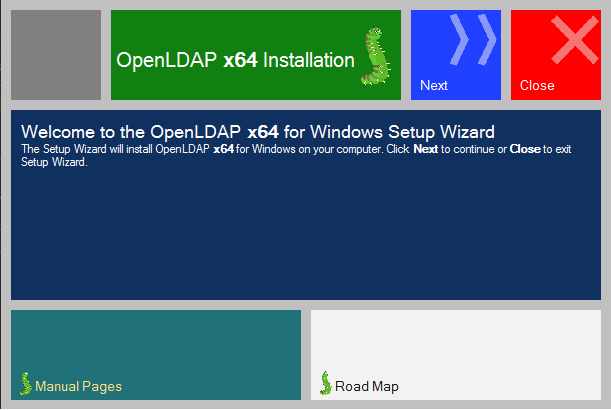 OpenLDAP x64 Installation
Next
Close
Welcome to the OpenLDAP x64 for Windows Setup Wizard
The Setup Wizard will install OpenLDAP x64 for Windows on your computer. Click Next to continue or Close to exit
Setup Wizard.
Manual Pages
Road Map